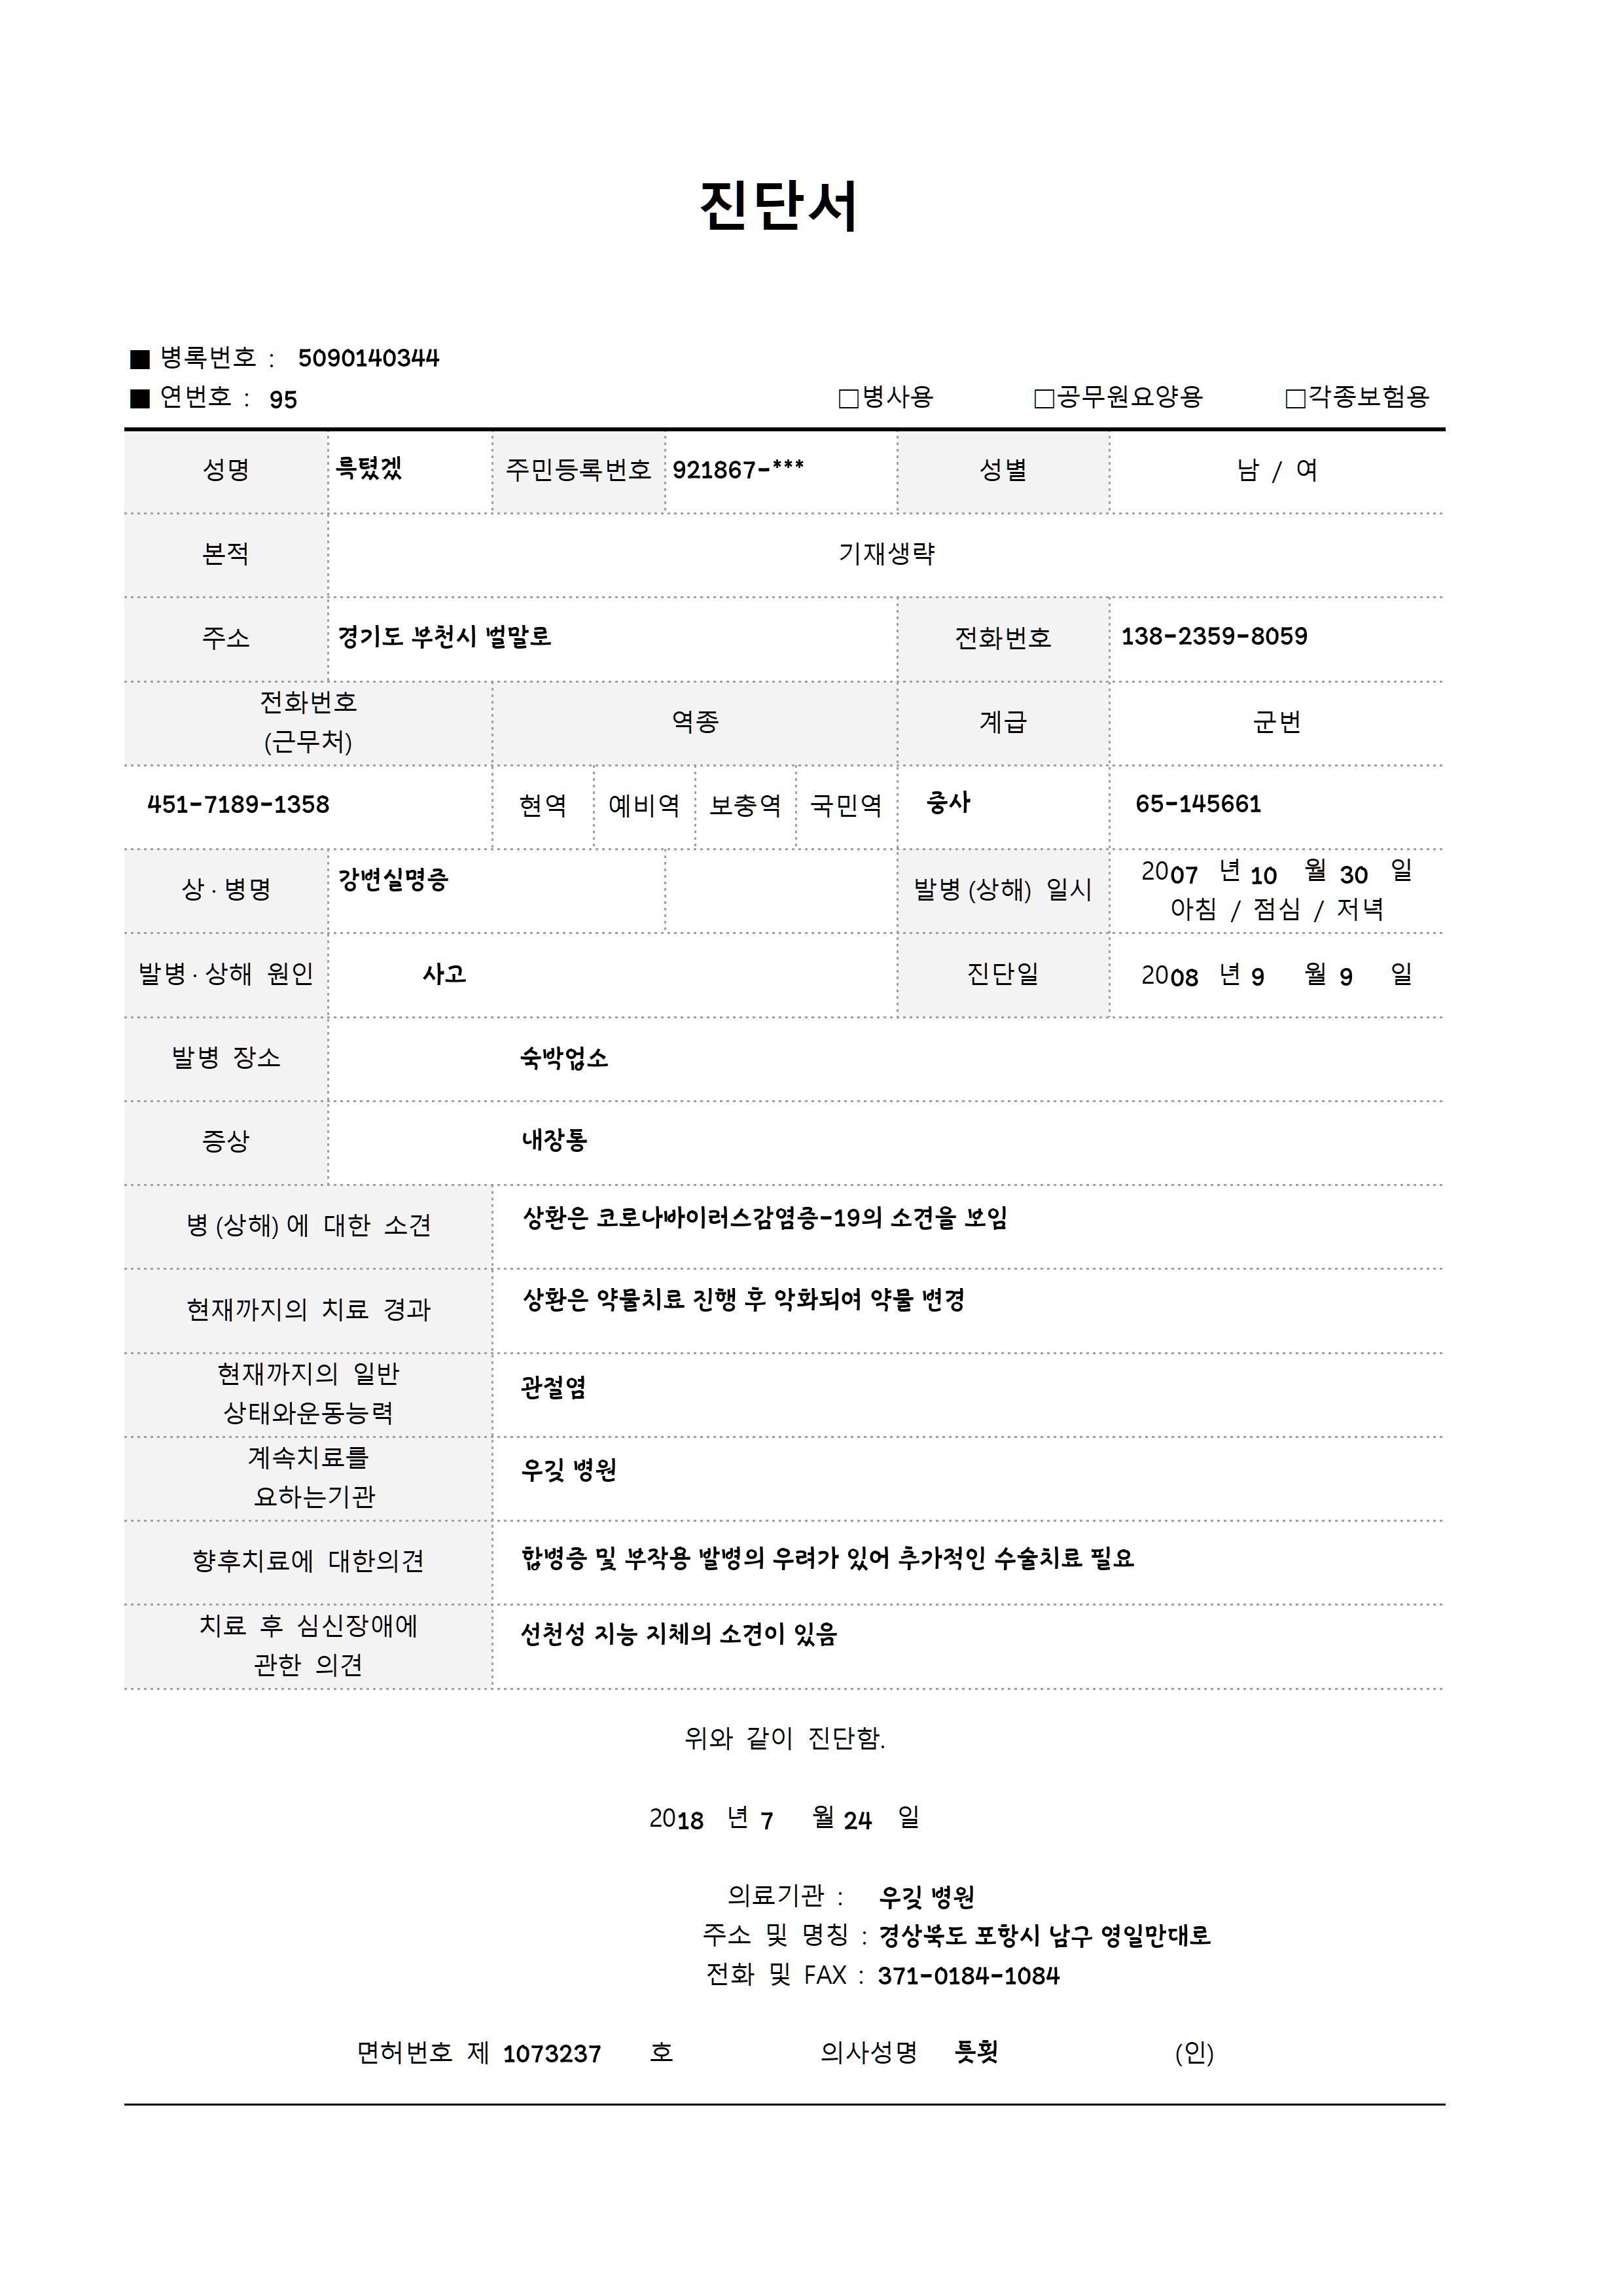 진단서
■ 병록번호 : 5090140344
■ 연번호 : 95 □병사용 □공무원요양용 □각종보험용
성명 륵텼겠 주민등록번호 921867-*** 성별 남 / 여
본적 기재생략
주소 경기도 부천시 벌말로 전화번호 138-2359-8059
전화번호
(근무처) 역종 계급 군번
451-7189-1358 현역 예비역 보충역 국민역 중사 65-145661
상·병명 강변실명증 발병(상해) 일시 2007 년 10 월 30 일
아침 / 점심 / 저녁
발병·상해 원인 사고 진단일 2008 년 9 월 9 일
발병 장소 숙박업소
증상 내장통
병(상해)에 대한 소견 상환은 코로나바이러스감염증-19의 소견을 보임
현재까지의 치료 경과 상환은 약물치료 진행 후 악화되여 약물 변경
현재까지의 일반
상태와운동능력 관절염
계속치료를
요하는기관 우깆 병원
향후치료에 대한의견 합병증 및 부작용 발병의 우려가 있어 추가적인 수술치료 필요
치료 후 심신장애에
관한 의견 선천성 지능 지체의 소견이 있음
위와 같이 진단함.
2018 년 7 월 24 일
의료기관 : 우깆 병원
주소 및 명칭 : 경상북도 포항시 남구 영일만대로
전화 및 FAX : 371-0184-1084
면허번호 제 1073237 호 의사성명 틋횟 (인)